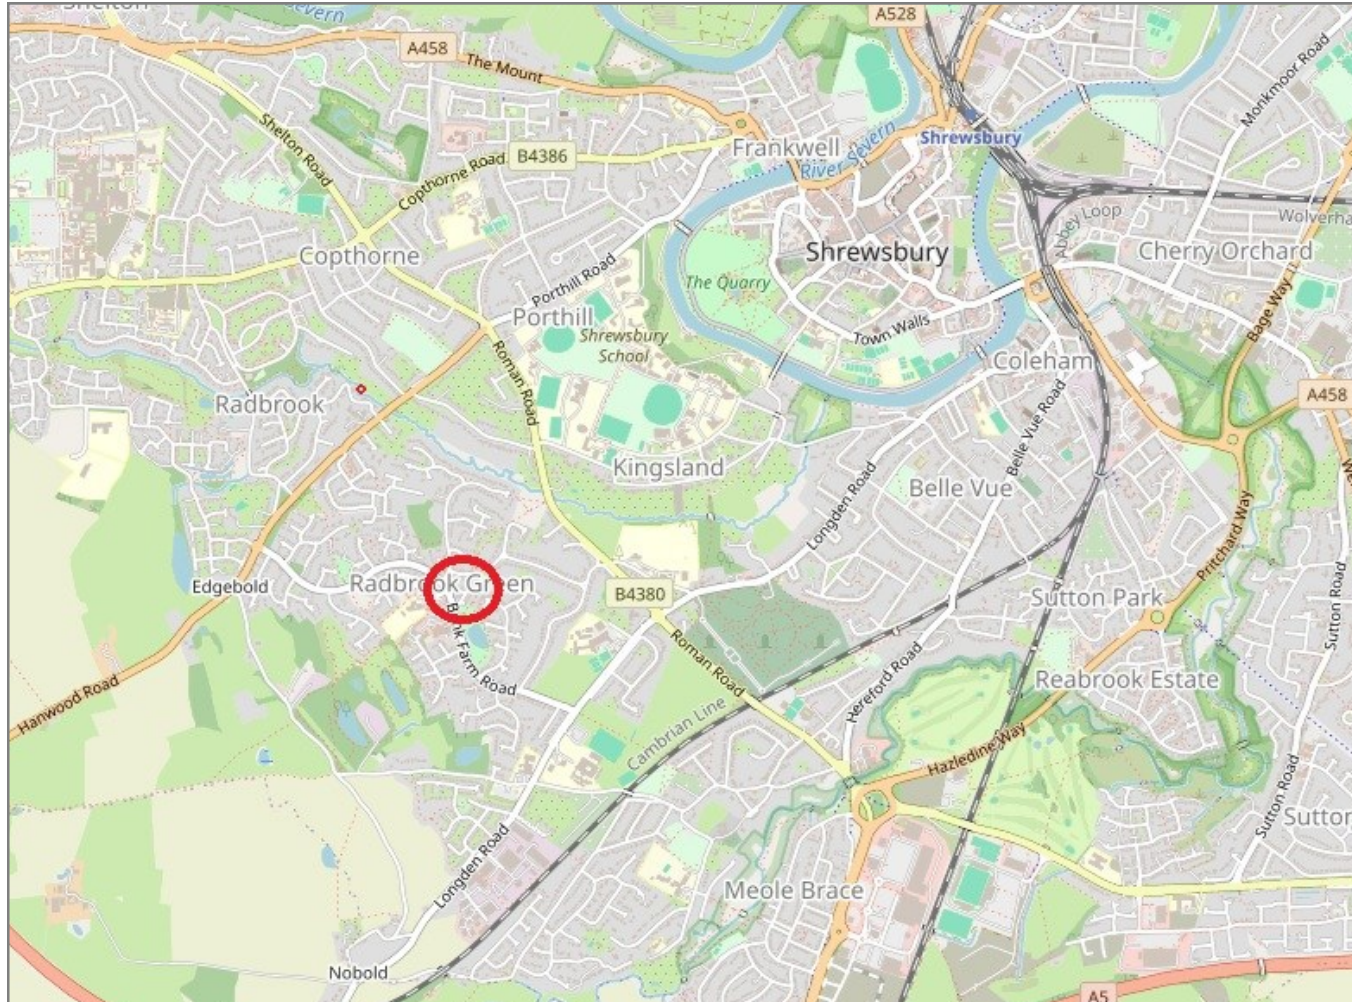 Shelton
Severn
A528
A458
The Mount
Monkmoor Road
Shelton Road
Shrewsbury
Frankwell
River Severn
B4386
Copthorne Road
Abbey Loop
Wolverha
Cherry Orchard
Copthorne
Shrewsbury
The Quarry
Porthill Road
Porthill
Shrewsbury
School
Town Walls
Bage Way
Roman Road
Coleham
Radbrook
A458
Belle Vue Road
Kingsland
Belle Vue
Longden Road
We
Pritchard Way
Edgebold
Radbrook Green
B4380
Sutton Park
Sutton Road
Bank Farm Road
Roman Road
Hereford Road
Reabrook Estate
Hanwood Road
Cambrian Line
Hazledine Way
Sutton Road
Sutton
Longden Road
Meole Brace
Nobold
A5